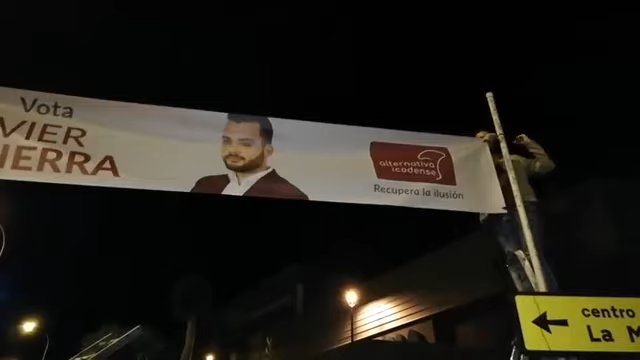 Vota
VIER
IERRA
alternativa
icodense
Recupera la ilusión
centro
La M